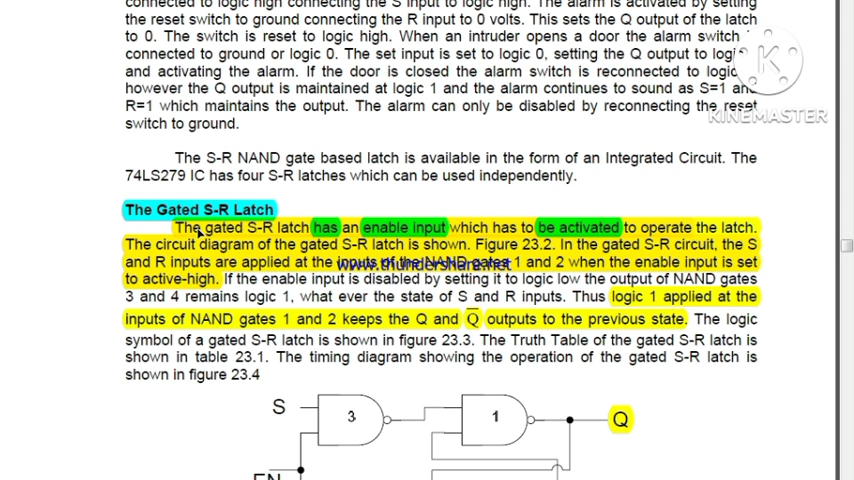 connected to logic high connecting the S input to logic high. The alarm is activated by setting
the reset switch to ground connecting the R input to 0 volts. This sets the Q output of the latch
to 0. The switch is reset to logic high. When an intruder opens a door the alarm switch
connected to ground or logic 0. The set input is set to logic 0, setting the Q output to logic
and activating the alarm. If the door is closed the alarm switch is reconnected to logic
however the Q output is maintained at logic 1 and the alarm continues to sound as S=1 and
R=1 which maintains the output. The alarm can only be disabled by reconnecting the reset
switch to ground.
K
KINEMASTER
The S-R NAND gate based latch is available in the form of an Integrated Circuit. The
74LS279 IC has four S-R latches which can be used independently.
The Gated S-R Latch
The gated S-R latch has an enable input which has to be activated to operate the latch.
The circuit diagram of the gated S-R latch is shown. Figure 23.2. In the gated S-R circuit, the S
and R inputs are applied at the inputs of the NAND gates 1 and 2 when the enable input is set
www.thundershare.net
to active-high. If the enable input is disabled by setting it to logic low the output of NAND gates
3 and 4 remains logic 1, what ever the state of S and R inputs. Thus logic 1 applied at the
inputs of NAND gates 1 and 2 keeps the Q and Q̅ outputs to the previous state. The logic
symbol of a gated S-R latch is shown in figure 23.3. The Truth Table of the gated S-R latch is
shown in table 23.1. The timing diagram showing the operation of the gated S-R latch is
shown in figure 23.4
S
3
1
Q
EN